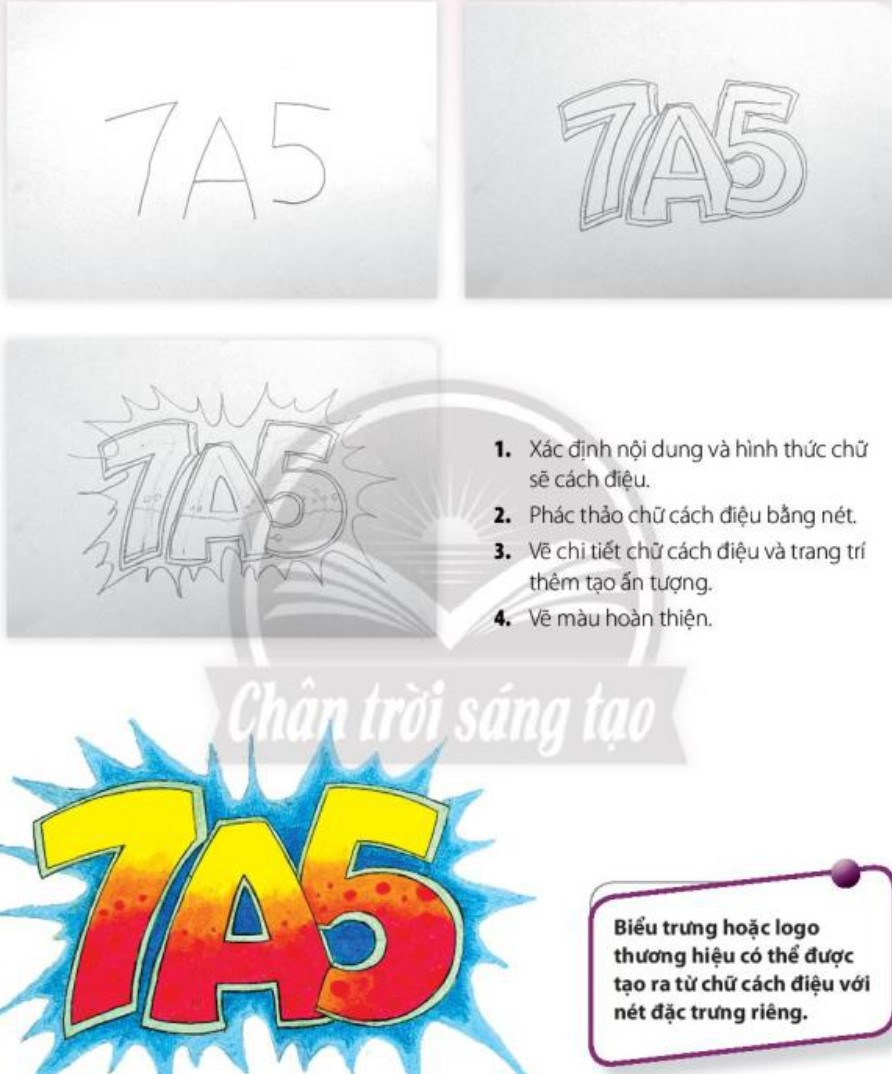 7A5
7A5
7A5
1. Xác định nội dung và hình thức chữ
sẽ cách điệu.
2. Phác thảo chữ cách điệu bằng nét.
3. Vẽ chi tiết chữ cách điệu và trang trí
thêm tạo ấn tượng.
4. Vẽ màu hoàn thiện.
Chân trời sáng tạo
7A5
Biểu trưng hoặc logo
thương hiệu có thể được
tạo ra từ chữ cách điệu với
nét đặc trưng riêng.